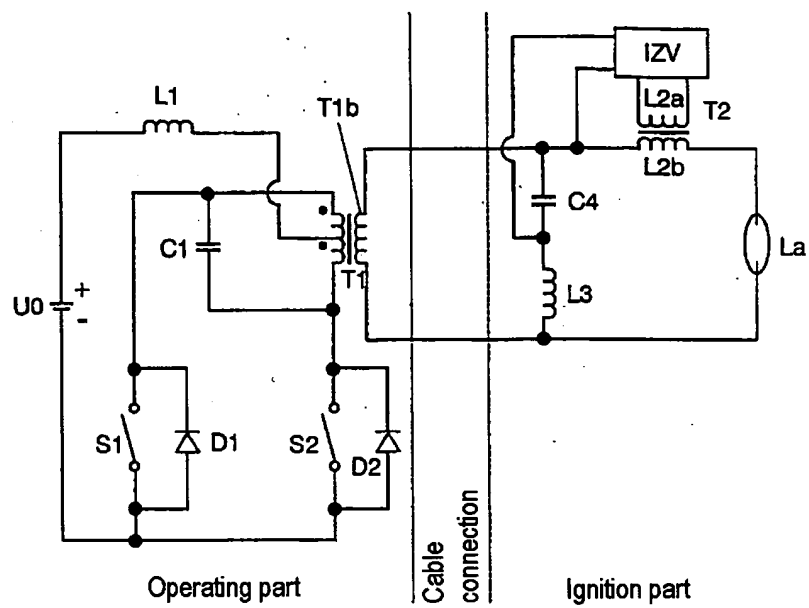 IZV
L1
T1b
L2a
T2
L2b
C4
C1
T1
La
U0
+
-
L3
S1
D1
S2
D2
Cable
connection
Operating part
Ignition part